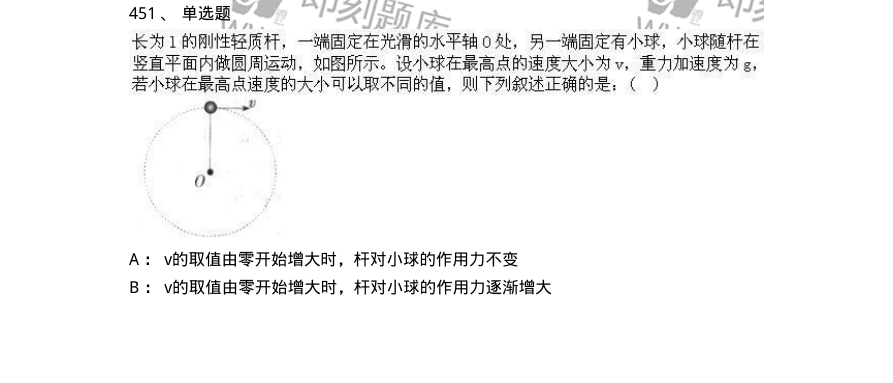 451 、 单选题
长为 l 的刚性轻质杆，一端固定在光滑的水平轴 O 处，另一端固定有小球，小球随杆在
竖直平面内做圆周运动，如图所示。设小球在最高点的速度大小为 v，重力加速度为 g，
若小球在最高点速度的大小可以取不同的值，则下列叙述正确的是：（　）
v
O
A： v的取值由零开始增大时，杆对小球的作用力不变
B： v的取值由零开始增大时，杆对小球的作用力逐渐增大